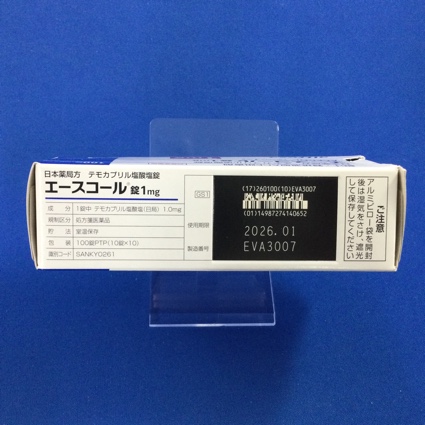 日本薬局方 テモカプリル塩酸塩錠
エースコール®錠1mg
成 分 1錠中 テモカプリル塩酸塩(日局) 1.0mg
規制区分 処方箋医薬品
貯 法 室温保存
包 装 100錠PTP(10錠×10)
識別コード SANKYO261
GS1
使用期限
製造番号
(17)260100(10)EVA3007
(01)14987274140652
2026.01
EVA3007
ご注意
アルミピロー袋を開封
後は湿気をさけ、遮光
して保存してください